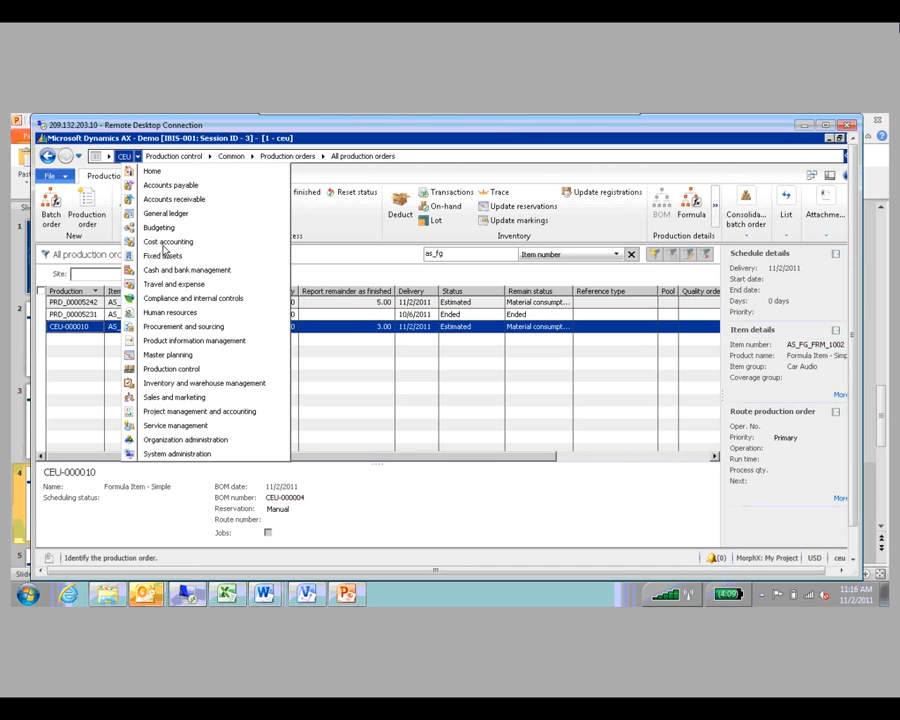 209.132.203.10 - Remote Desktop Connection
Microsoft Dynamics AX - Demo [IBIS-001: Session ID - 3] - [1 - ceu]
CEU Production control Common Production orders All production orders
File
Home
Accounts payable
Accounts receivable
General ledger
Budgeting
Cost accounting
Fixed assets
Cash and bank management
Travel and expense
Compliance and internal controls
Human resources
Procurement and sourcing
Product information management
Master planning
Production control
Inventory and warehouse management
Sales and marketing
Project management and accounting
Service management
Organization administration
System administration
Batch order
Production order
New
finished
Reset status
Deduct
Transactions
On-hand
Lot
Trace
Update reservations
Update markings
Inventory
Update registrations
BOM
Formula
Production details
Consolida... batch order
List
Attachme...
All production
as_fg Item number
Site:
Production Report remainder as finished Delivery Status Remain status Reference type Pool Quality order
PRD_00005242 AS_ 5.00 11/2/2011 Estimated Material consumpt...
PRD_00005231 AS_ 10/6/2011 Ended Ended
CEU-000010 AS_ 3.00 11/2/2011 Estimated Material consumpt...
Schedule details
Delivery: 11/2/2011
Start date:
End date:
Days: 0 days
Priority:
Item details
Item number: AS_FG_FRM_1002
Product name: Formula Item - Simp
Item group: Car Audio
Coverage group:
More
Route production order
Oper. No.
Priority: Primary
Operation:
Run time:
Process qty.
Next:
More
CEU-000010
Name: Formula Item - Simple
Scheduling status:
BOM date: 11/2/2011
BOM number: CEU-000004
Reservation: Manual
Route number:
Jobs:
Identify the production order.
(0) MorphX: My Project USD ceu
1
3
4
5
(4:09)
11:16 AM
11/2/2011